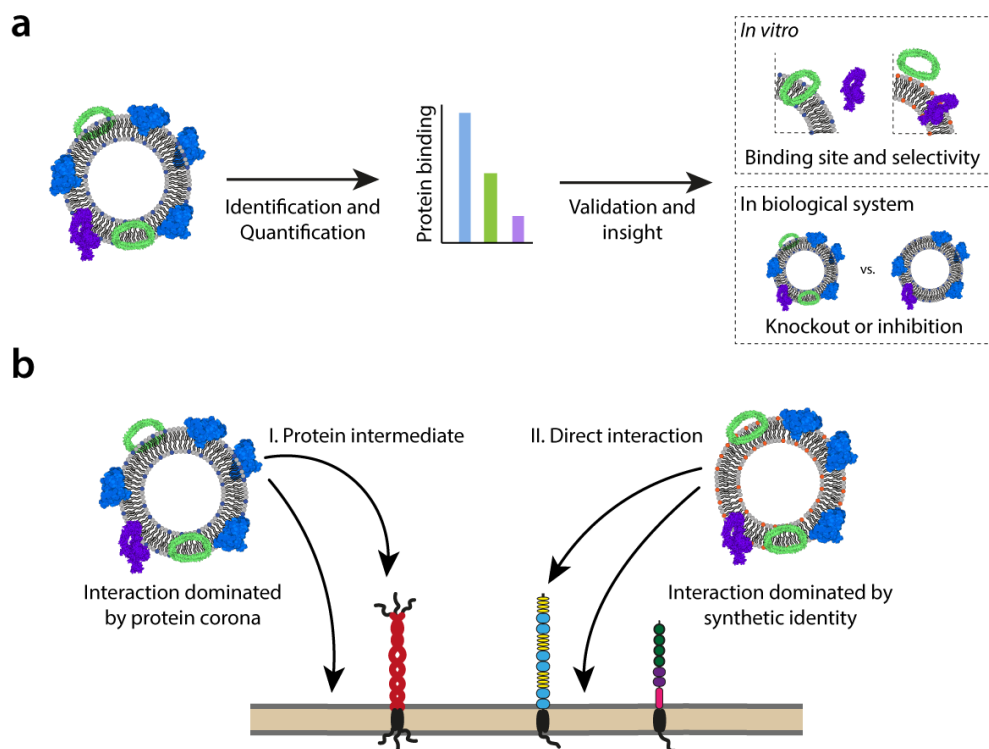 a
Identification and
Quantification
Protein binding
Validation and
insight
In vitro
Binding site and selectivity
In biological system
vs.
Knockout or inhibition
b
I. Protein intermediate
II. Direct interaction
Interaction dominated
by protein corona
Interaction dominated by
synthetic identity